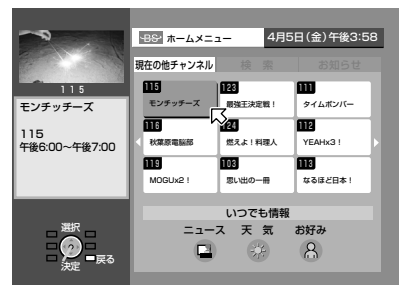 BS ホームメニュー
4月5日(金)午後3:58
115
モンチッチーズ
115
午後6:00～午後7:00
現在の他チャンネル
検 索
お知らせ
115
モンチッチーズ
123
最強王決定戦!
111
タイムボンバー
116
秋葉原電脳部
124
燃えよ!料理人
112
YEAHx3!
119
MOGUx2!
103
思い出の一冊
113
なるほど日本!
いつでも情報
ニュース
天 気
お好み
選択
決定
戻る